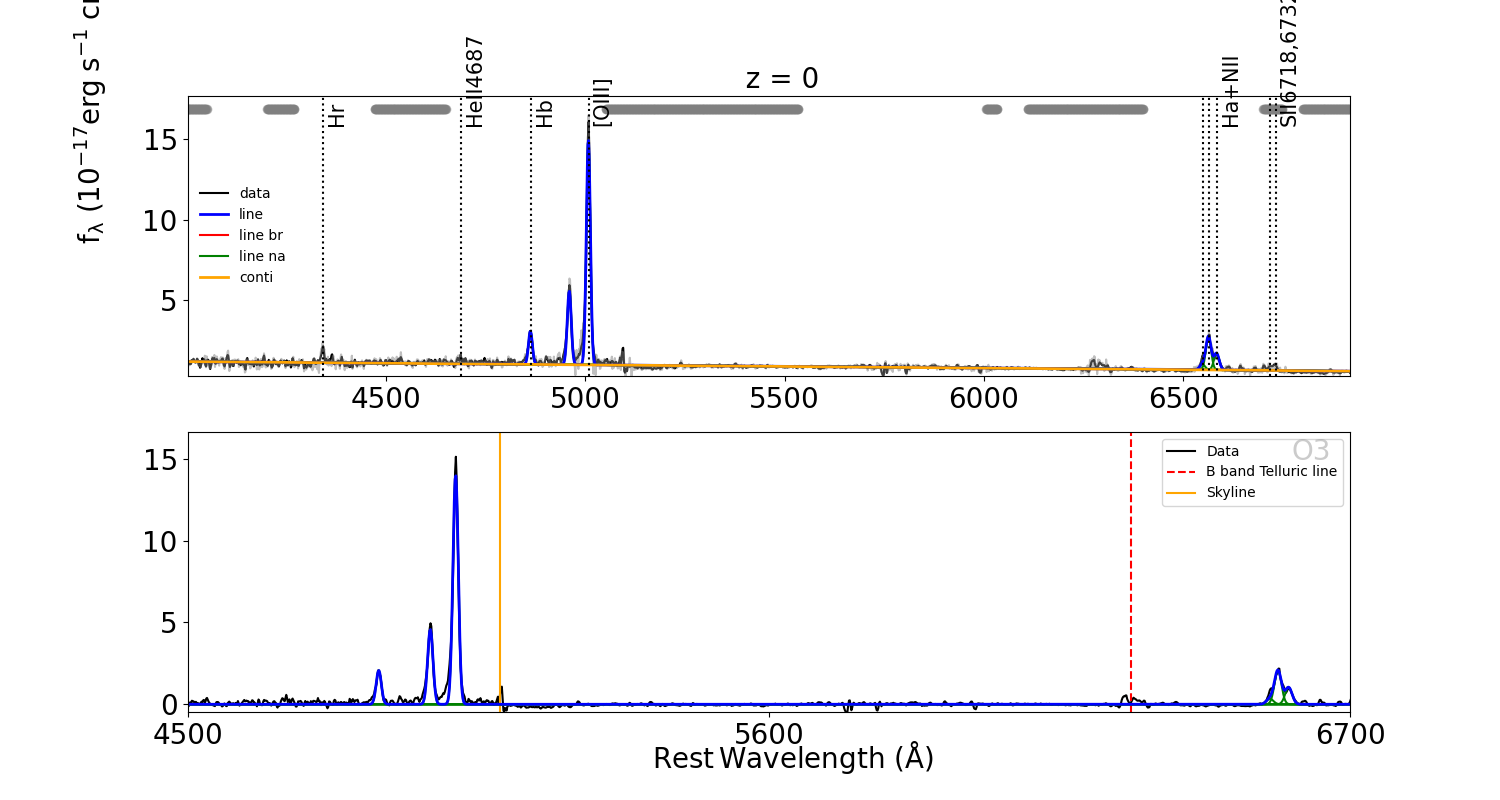 z = 0
f_λ (10^−17 erg s^−1
Hr
HeII4687
Hb
[OIII]
Ha+NII
SII6718,6732
15
10
5
data
line
line br
line na
conti
4500 5000 5500 6000 6500
15
10
5
0
O3
Data
B band Telluric line
Skyline
4500 5600 6700
Rest Wavelength (Å)